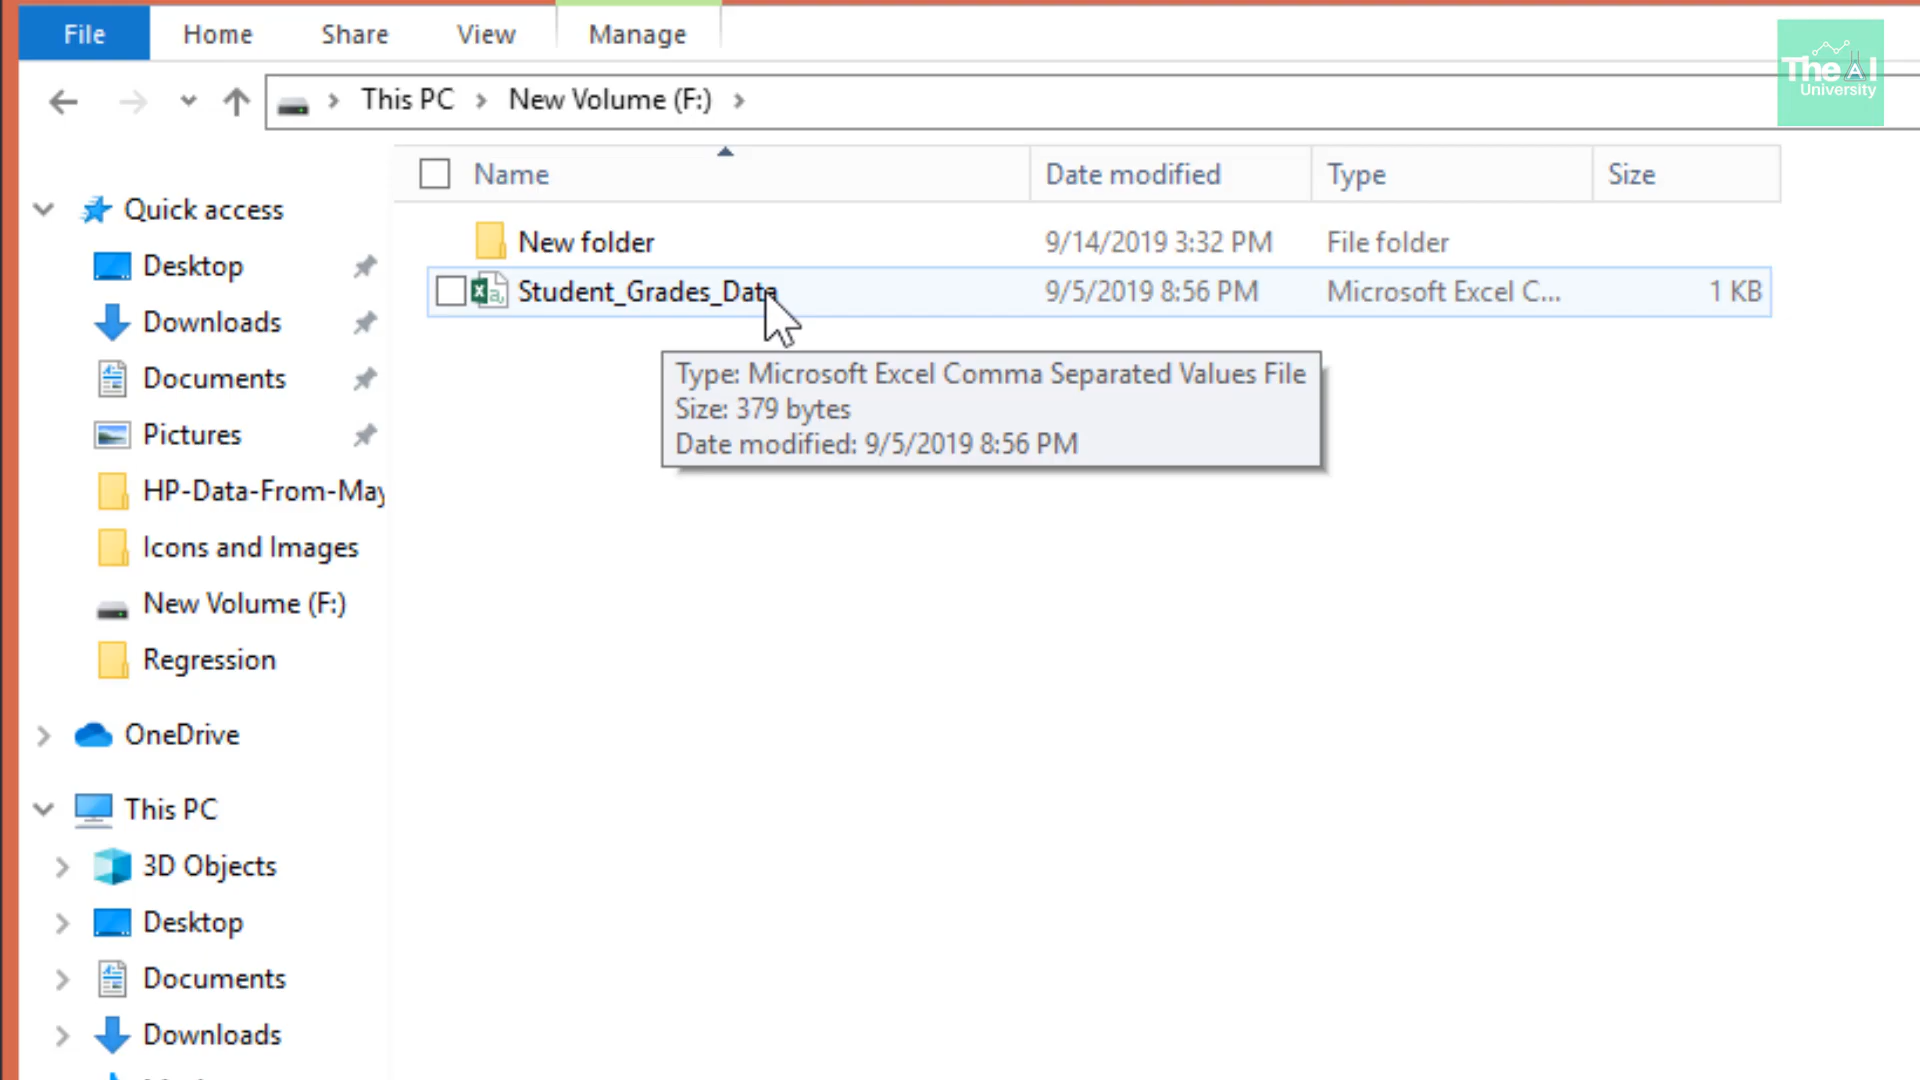 File Home Share View Manage
The AI
University
This PC New Volume (F:)
Name Date modified Type Size
Quick access
Desktop
Downloads
Documents
Pictures
HP-Data-From-May
Icons and Images
New Volume (F:)
Regression
OneDrive
This PC
3D Objects
Desktop
Documents
Downloads
New folder 9/14/2019 3:32 PM File folder
Student_Grades_Data 9/5/2019 8:56 PM Microsoft Excel C... 1 KB
Type: Microsoft Excel Comma Separated Values File
Size: 379 bytes
Date modified: 9/5/2019 8:56 PM